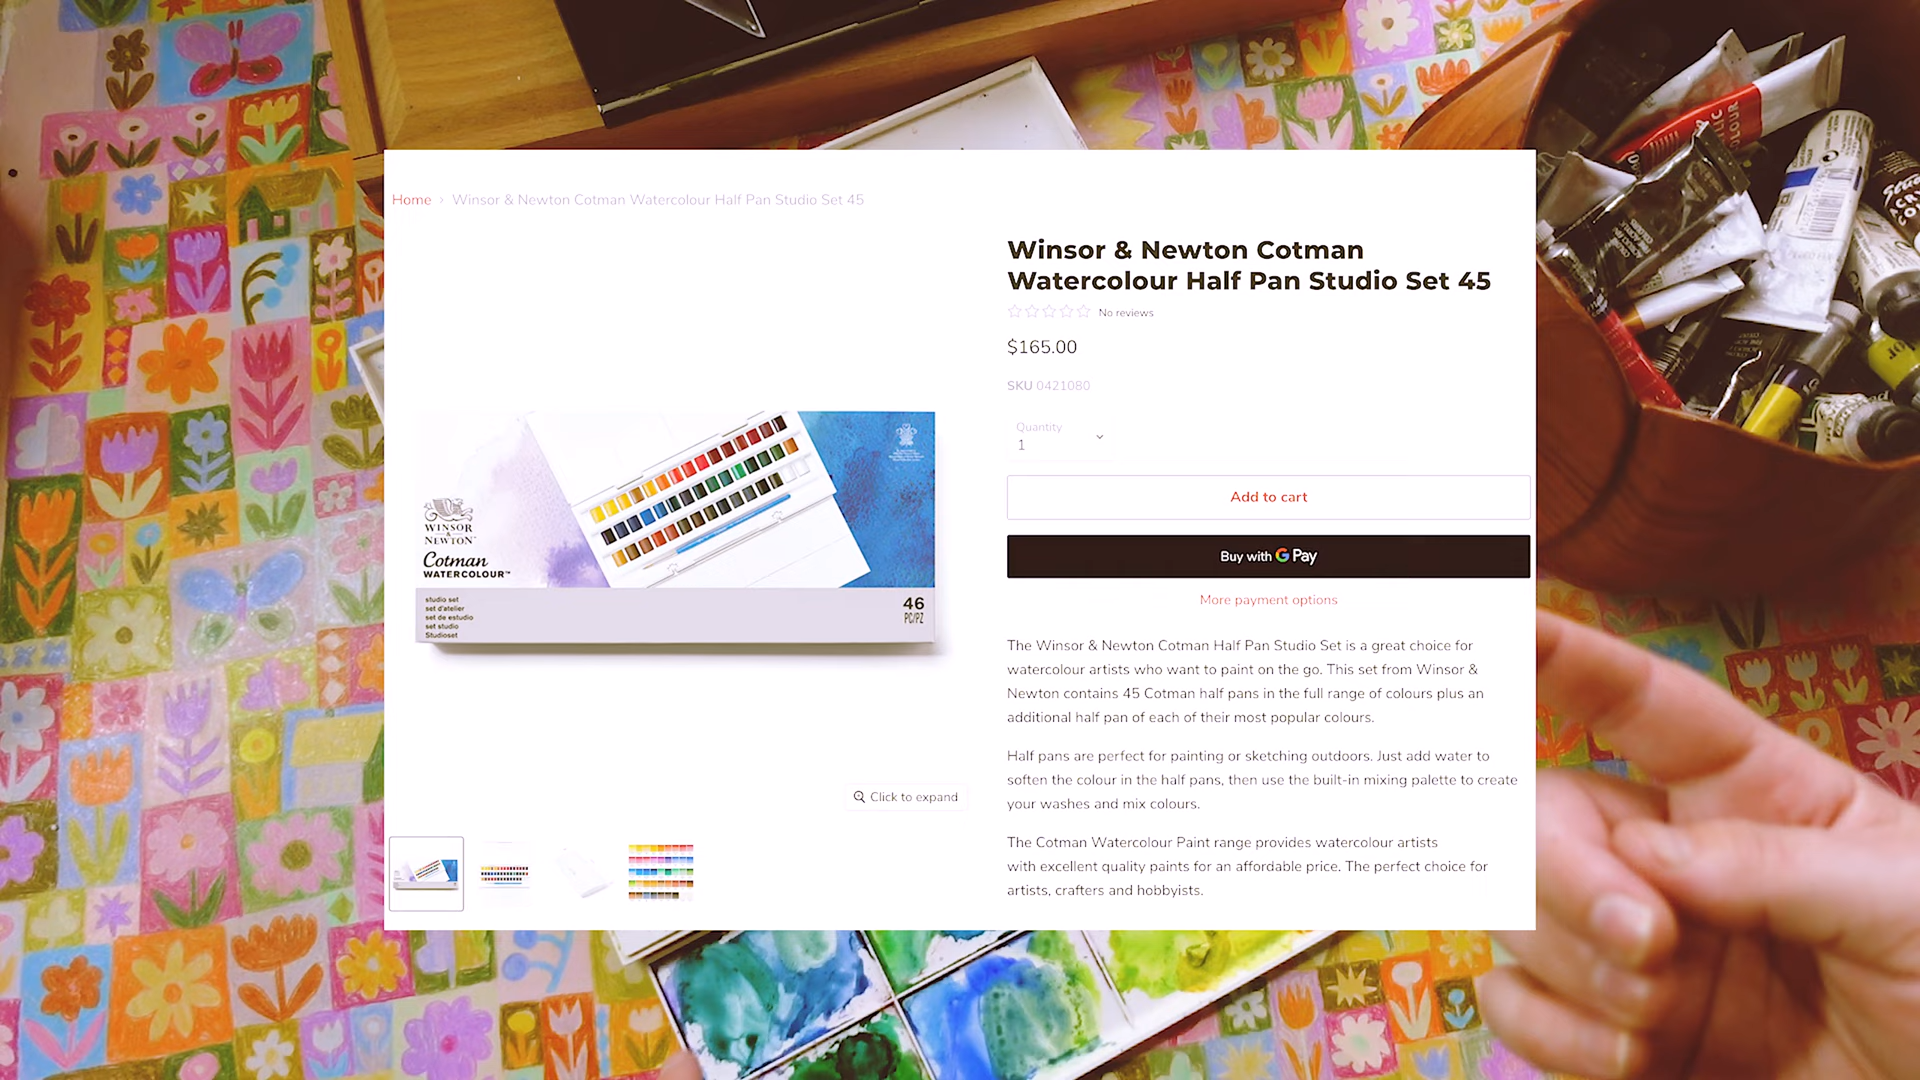 Home › Winsor & Newton Cotman Watercolour Half Pan Studio Set 45
Winsor & Newton Cotman
Watercolour Half Pan Studio Set 45
No reviews
$165.00
SKU 0421080
Quantity
1
Add to cart
Buy with G Pay
More payment options
The Winsor & Newton Cotman Half Pan Studio Set is a great choice for
watercolour artists who want to paint on the go. This set from Winsor &
Newton contains 45 Cotman half pans in the full range of colours plus an
additional half pan of each of their most popular colours.
Half pans are perfect for painting or sketching outdoors. Just add water to
soften the colour in the half pans, then use the built-in mixing palette to create
your washes and mix colours.
The Cotman Watercolour Paint range provides watercolour artists
with excellent quality paints for an affordable price. The perfect choice for
artists, crafters and hobbyists.
WINSOR
&
NEWTON™
Cotman
WATERCOLOUR™
studio set
set d'atelier
set de estudio
set studio
Studioset
46
PC/PZ
Click to expand